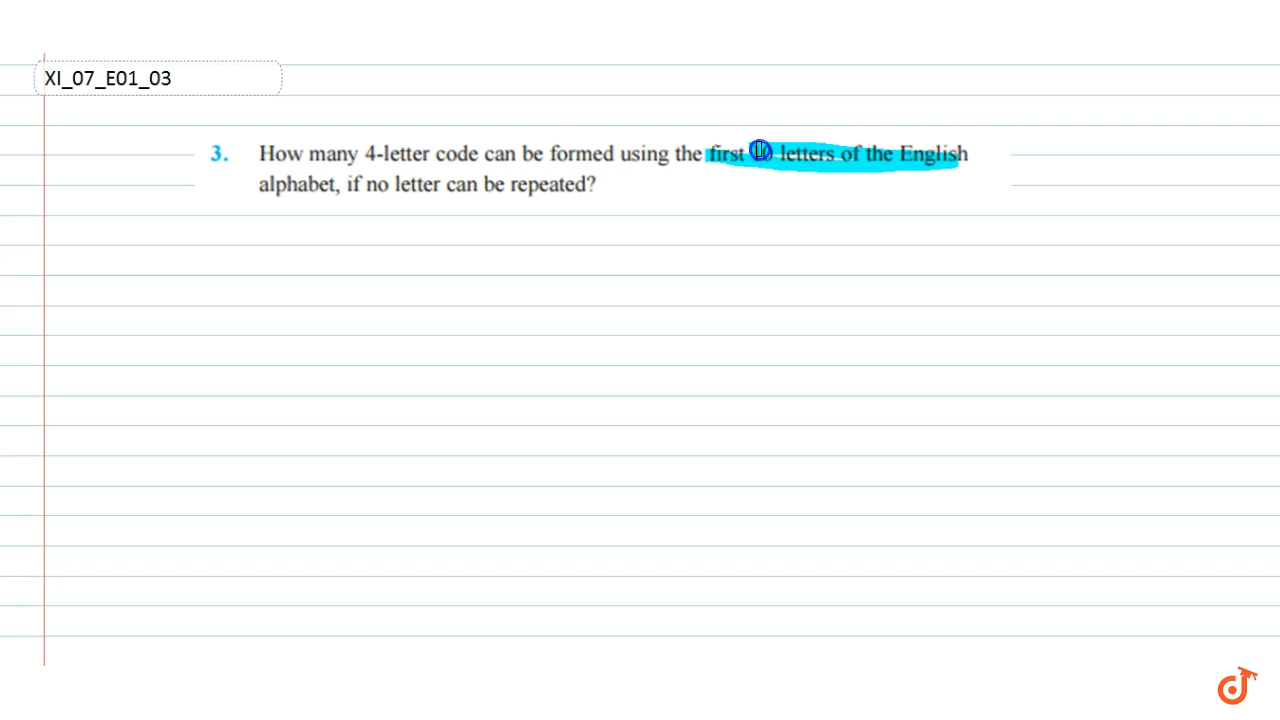 XI_07_E01_03
3. How many 4-letter code can be formed using the first letters of the English
alphabet, if no letter can be repeated?